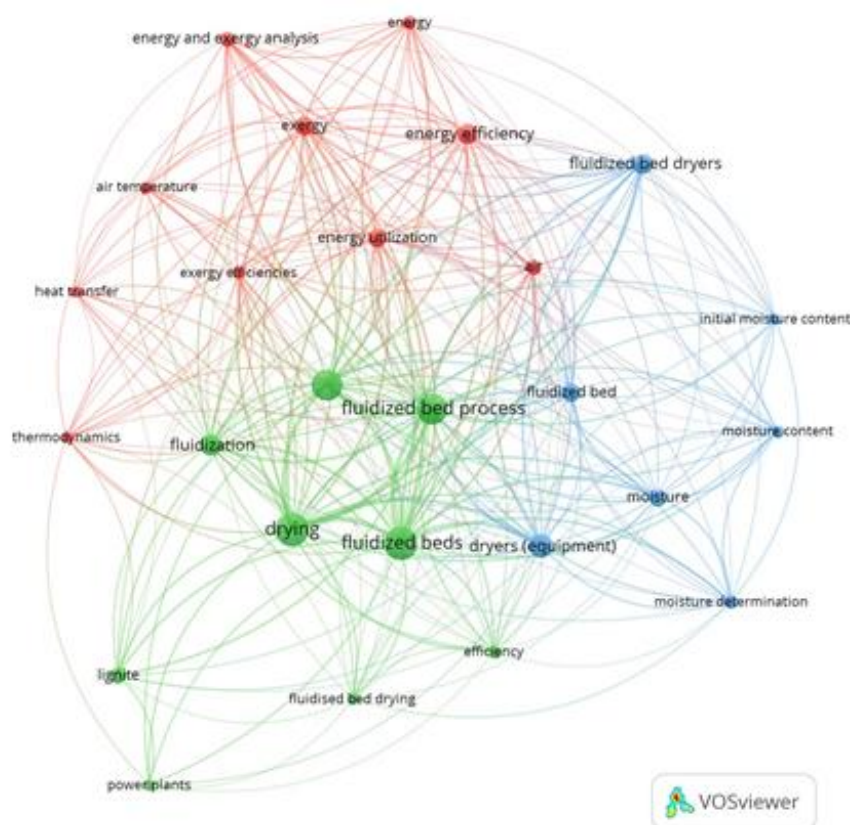 energy
energy and exergy analysis
exergy
energy efficiency
fluidized bed dryers
air temperature
energy utilization
air
exergy efficiencies
heat transfer
initial moisture content
fluidized bed
fluidized bed process
moisture content
thermodynamics
fluidization
moisture
drying
fluidized beds
dryers (equipment)
moisture determination
efficiency
lignite
fluidised bed drying
power plants
VOSviewer